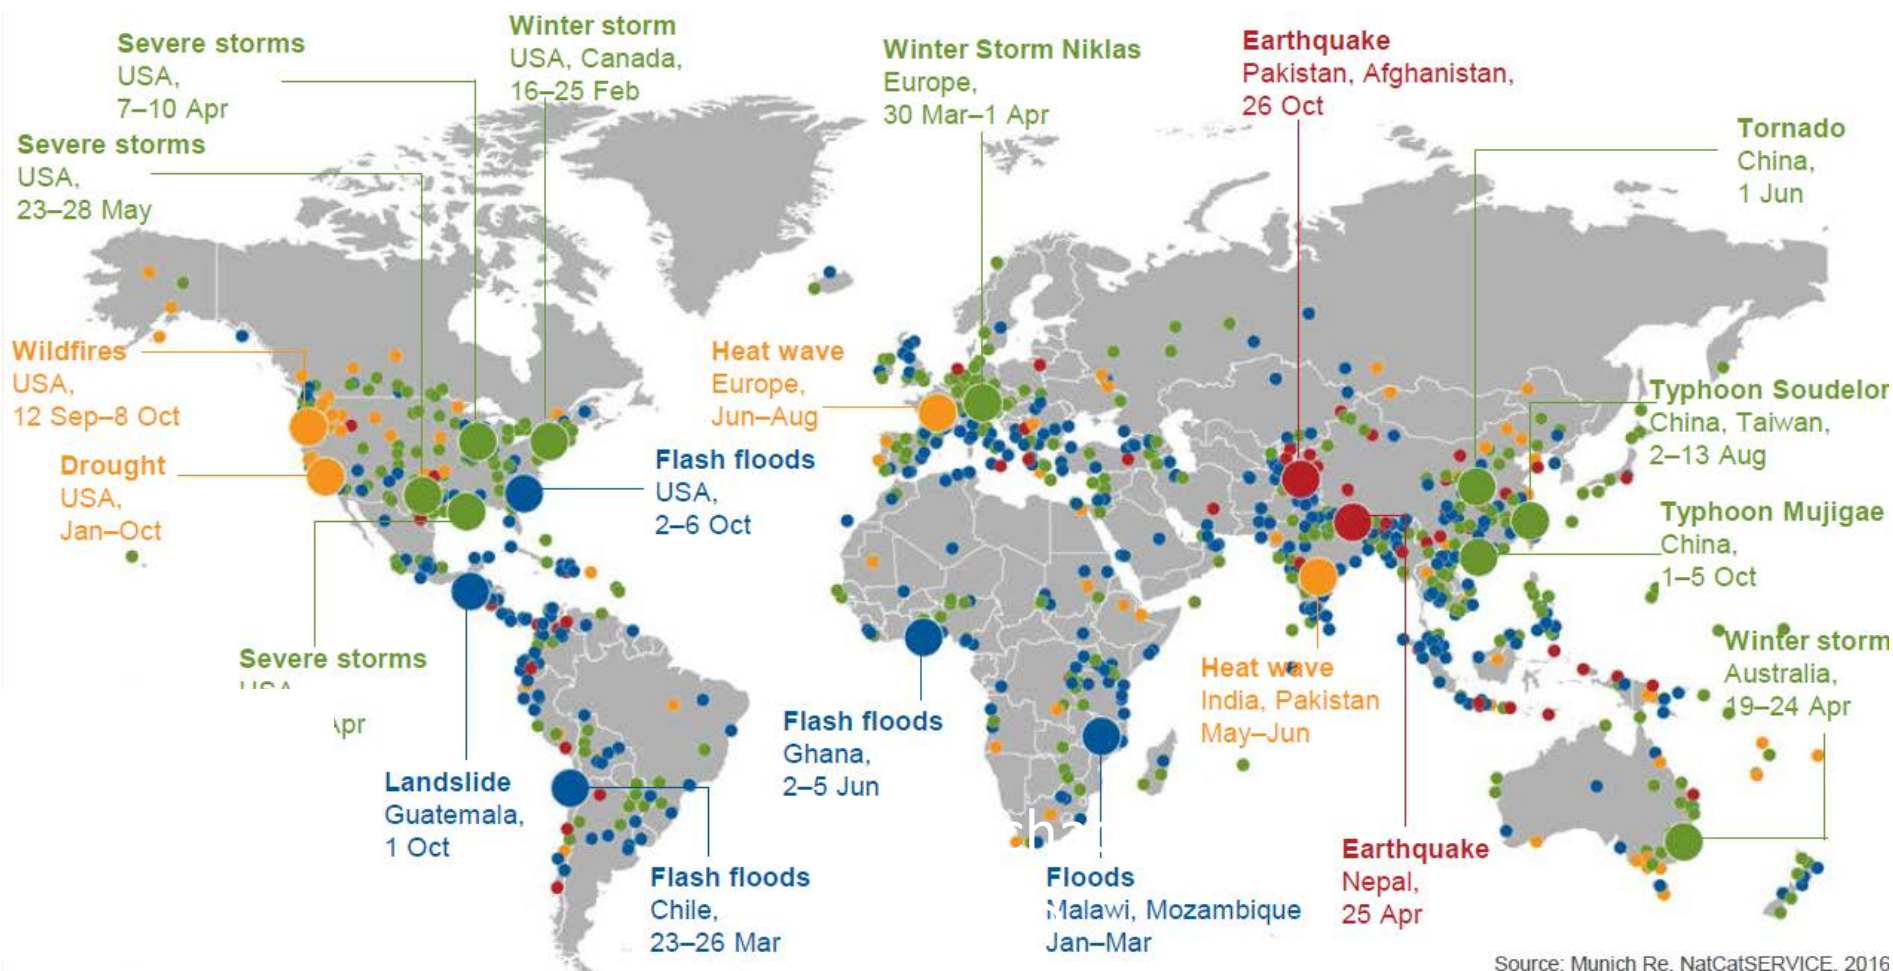 Severe storms
USA,
7–10 Apr
Winter storm
USA, Canada,
16–25 Feb
Winter Storm Niklas
Europe,
30 Mar–1 Apr
Earthquake
Pakistan, Afghanistan,
26 Oct
Tornado
China,
1 Jun
Severe storms
USA,
23–28 May
Wildfires
USA,
12 Sep–8 Oct
Heat wave
Europe,
Jun–Aug
Typhoon Soudelor
China, Taiwan,
2–13 Aug
Drought
USA,
Jan–Oct
Flash floods
USA,
2–6 Oct
Typhoon Mujigae
China,
1–5 Oct
Severe storms
USA
Apr
Heat wave
India, Pakistan
May–Jun
Winter storm
Australia,
19–24 Apr
Flash floods
Ghana,
2–5 Jun
Landslide
Guatemala,
1 Oct
Flash floods
Chile,
23–26 Mar
Floods
Malawi, Mozambique
Jan–Mar
Earthquake
Nepal,
25 Apr
Source: Munich Re, NatCatSERVICE, 2016